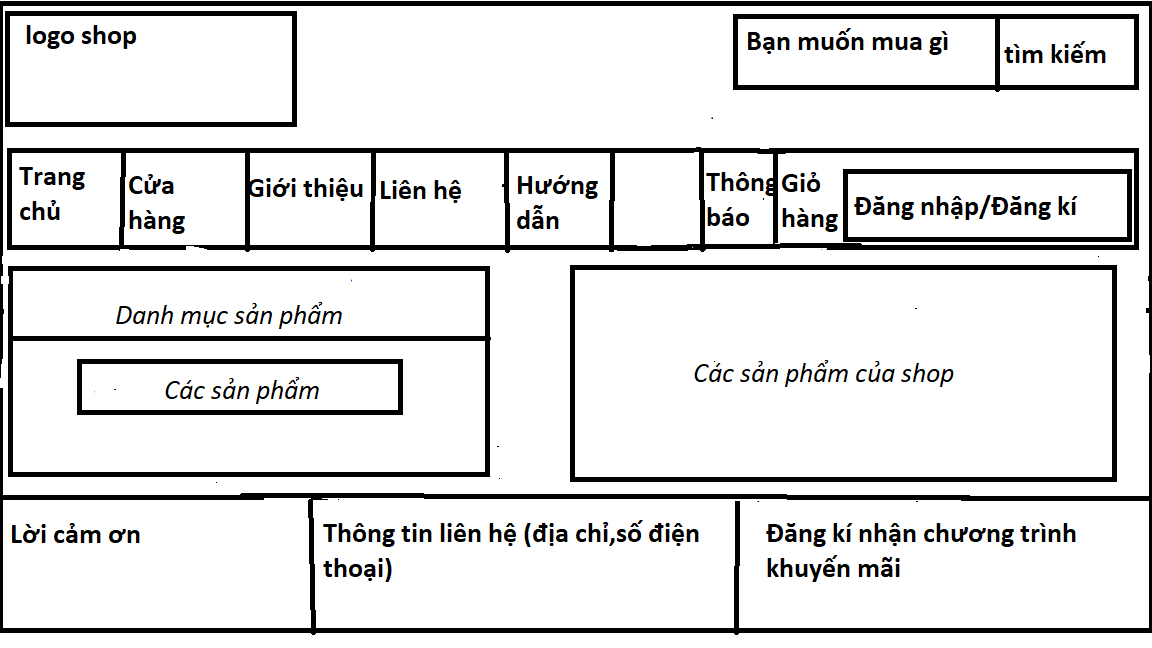 logo shop
Bạn muốn mua gì
tìm kiếm
Trang
chủ
Cửa
hàng
Giới thiệu
Liên hệ
Hướng
dẫn
Thông
báo
Giỏ
hàng
Đăng nhập/Đăng kí
Danh mục sản phẩm
Các sản phẩm
Các sản phẩm của shop
Lời cảm ơn
Thông tin liên hệ (địa chỉ,số điện
thoại)
Đăng kí nhận chương trình
khuyến mãi